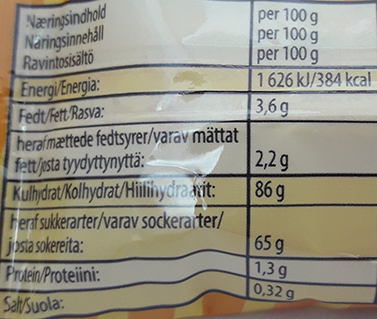 Næringsindhold per 100 g
Näringsinnehåll per 100 g
Ravintosisältö per 100 g
Energi/Energia: 1 626 kJ/384 kcal
Fedt/Fett/Rasva: 3,6 g
heraf mættede fedtsyrer/varav mättat
fett/josta tyydyttynyttä: 2,2 g
Kulhydrat/Kolhydrat/Hiilihydraatit: 86 g
heraf sukkerarter/varav sockerarter/
josta sokereita: 65 g
Protein/Proteiini: 1,3 g
Salt/Suola: 0,32 g